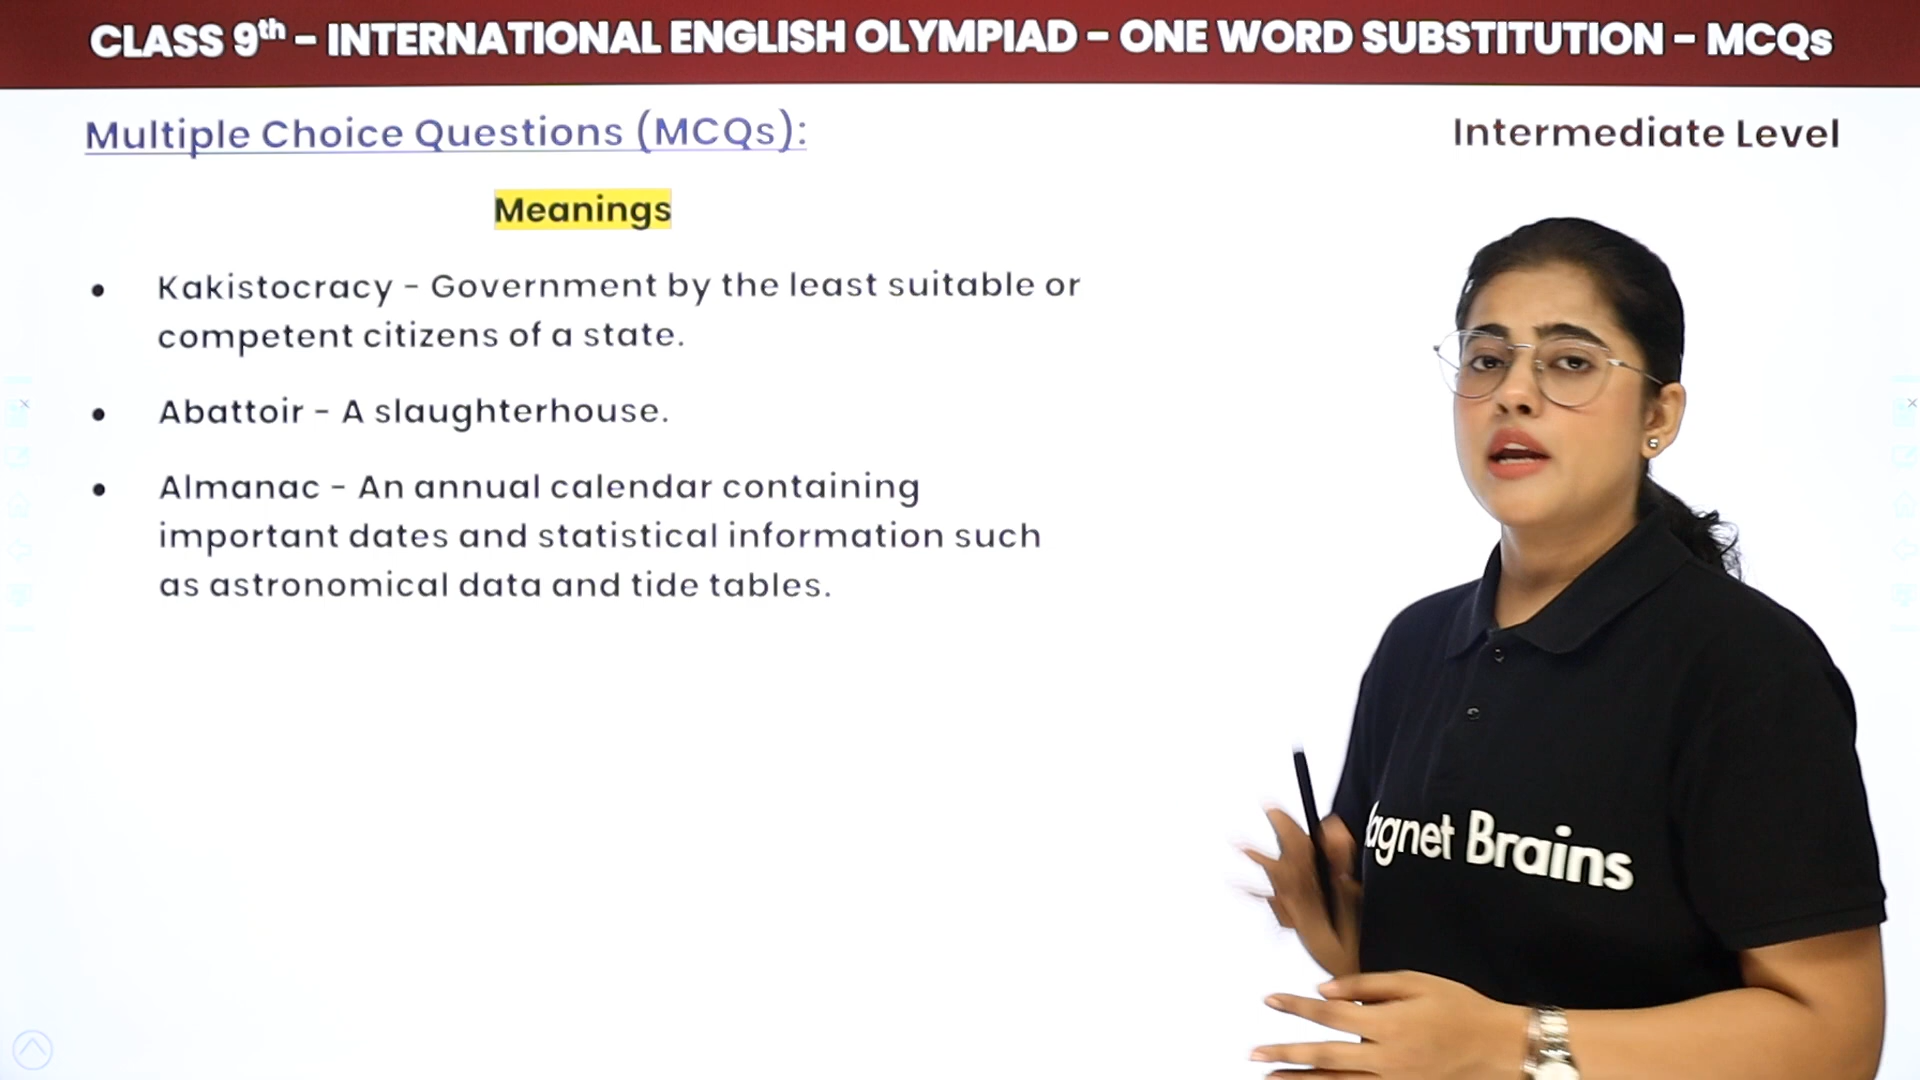 CLASS 9th - INTERNATIONAL ENGLISH OLYMPIAD - ONE WORD SUBSTITUTION - MCQs
Multiple Choice Questions (MCQs):
Intermediate Level
Meanings
• Kakistocracy - Government by the least suitable or
competent citizens of a state.
• Abattoir - A slaughterhouse.
• Almanac - An annual calendar containing
important dates and statistical information such
as astronomical data and tide tables.
agnet Brains